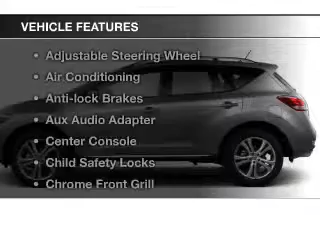 VEHICLE FEATURES
• Adjustable Steering Wheel
• Air Conditioning
• Anti-lock Brakes
• Aux Audio Adapter
• Center Console
• Child Safety Locks
• Chrome Front Grill